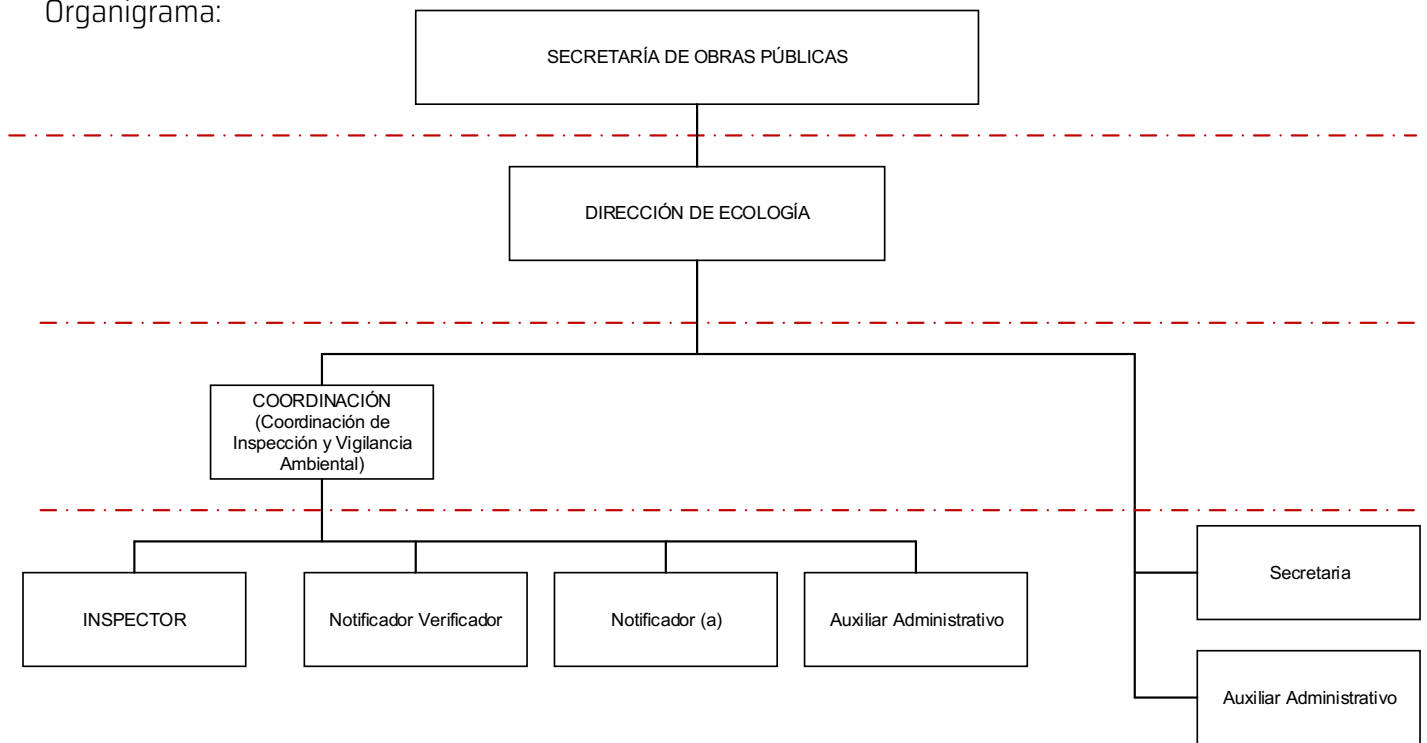 Organigrama:
SECRETARÍA DE OBRAS PÚBLICAS
DIRECCIÓN DE ECOLOGÍA
COORDINACIÓN
(Coordinación de
Inspección y Vigilancia
Ambiental)
INSPECTOR
Notificador Verificador
Notificador (a)
Auxiliar Administrativo
Secretaria
Auxiliar Administrativo